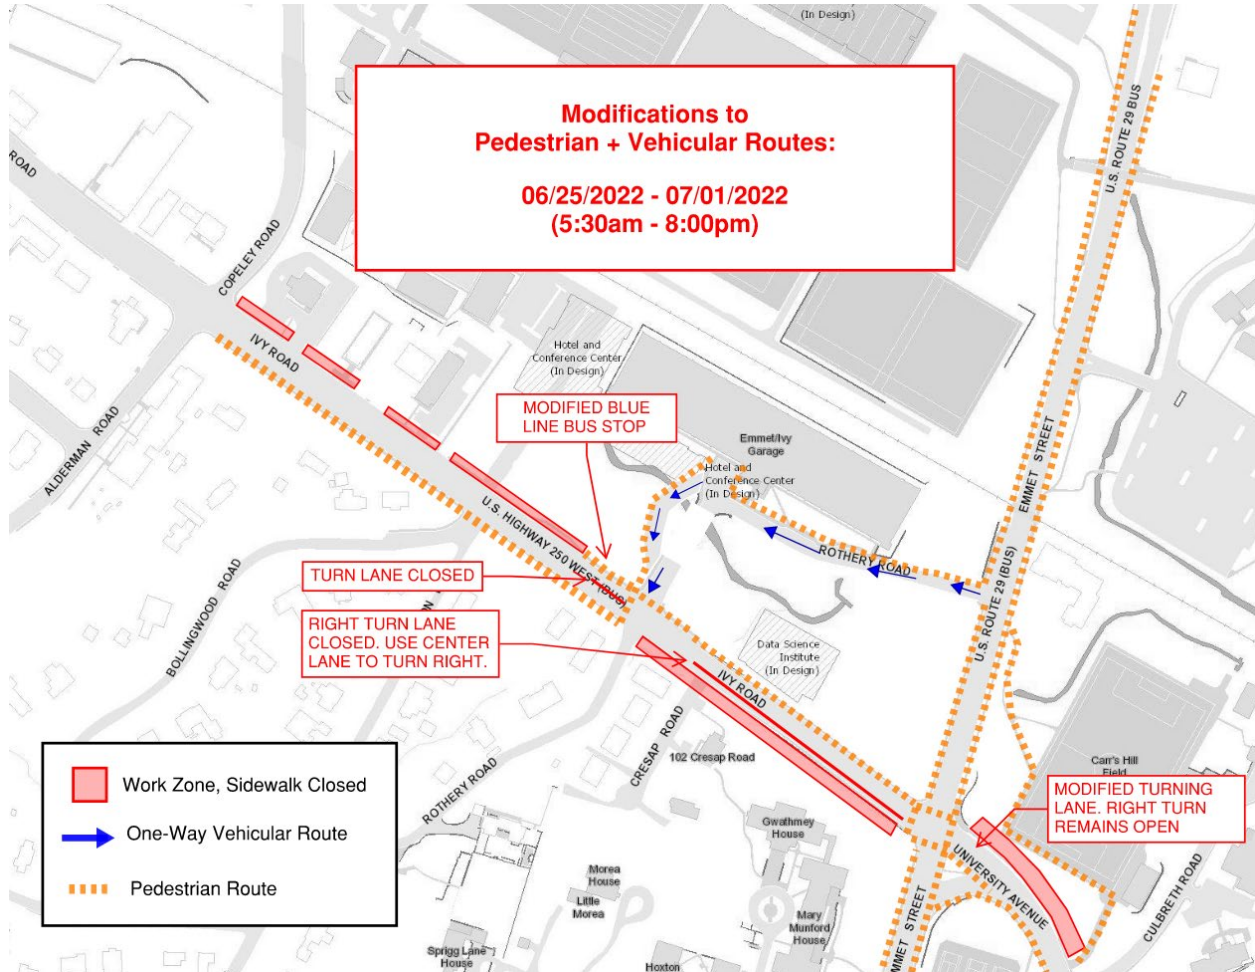 (In Design)
Modifications to
Pedestrian + Vehicular Routes:
06/25/2022 - 07/01/2022
(5:30am - 8:00pm)
U.S. ROUTE 29 BUS
ROAD
COPELEY ROAD
IVY ROAD
Hotel and
Conference Center
(In Design)
MODIFIED BLUE
LINE BUS STOP
Emmet/Ivy
Garage
Hotel and
Conference Center
(In Design)
ALDERMAN ROAD
EMMET STREET
U.S. HIGHWAY 250 WEST (BUS)
ROTHERY ROAD
TURN LANE CLOSED
BOLLINGWOOD ROAD
U.S. ROUTE 29 (BUS)
RIGHT TURN LANE
CLOSED. USE CENTER
LANE TO TURN RIGHT.
Data Science
Institute
(In Design)
IVY ROAD
CRESAP ROAD
102 Cresap Road
ROTHERY ROAD
Carr's Hill
Field
MODIFIED TURNING
LANE. RIGHT TURN
REMAINS OPEN
Work Zone, Sidewalk Closed
One-Way Vehicular Route
Pedestrian Route
Gwathmey
House
UNIVERSITY AVENUE
CULBRETH ROAD
Morea
House
Little
Morea
Mary
Munford
House
EMMET STREET
Sprigg Lane
House
Hoxton